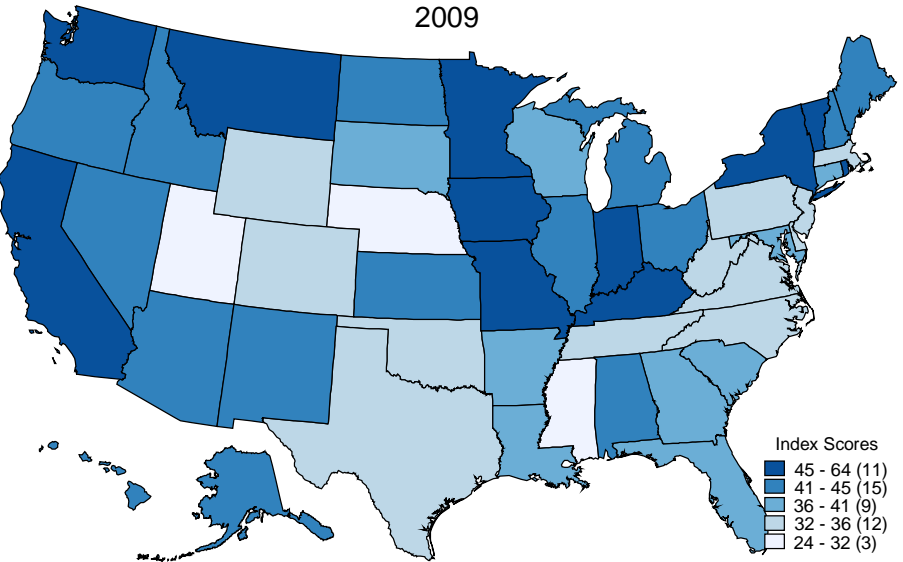 2009
Index Scores
45 - 64 (11)
41 - 45 (15)
36 - 41 (9)
32 - 36 (12)
24 - 32 (3)